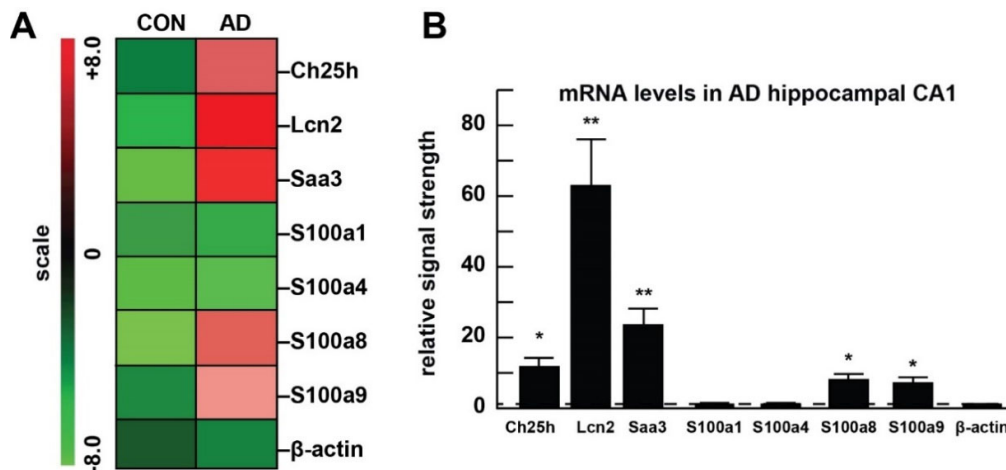 A
CON AD
+8.0
0
-8.0
scale
Ch25h
Lcn2
Saa3
S100a1
S100a4
S100a8
S100a9
β-actin
B
mRNA levels in AD hippocampal CA1
relative signal strength
80
60
40
20
0
*
**
**
*
*
Ch25h Lcn2 Saa3 S100a1 S100a4 S100a8 S100a9 β-actin